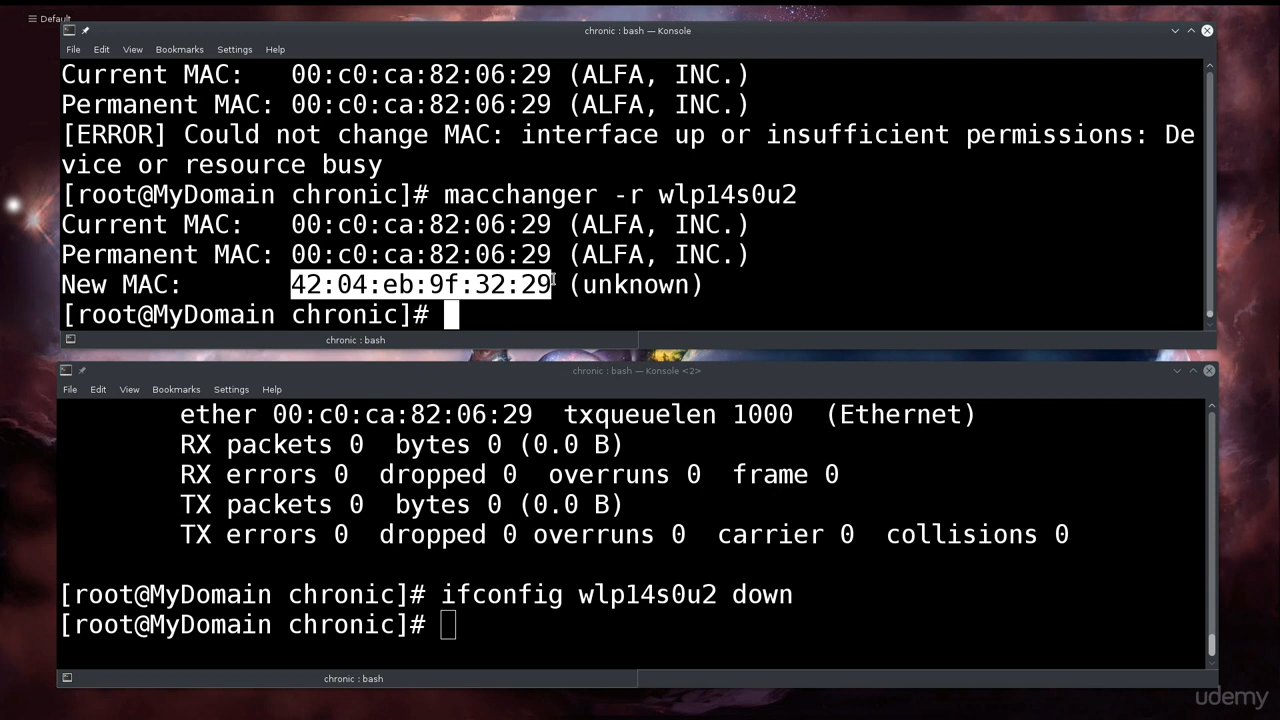 Default
chronic : bash — Konsole
File Edit View Bookmarks Settings Help
Current MAC:   00:c0:ca:82:06:29 (ALFA, INC.)
Permanent MAC: 00:c0:ca:82:06:29 (ALFA, INC.)
[ERROR] Could not change MAC: interface up or insufficient permissions: De
vice or resource busy
[root@MyDomain chronic]# macchanger -r wlp14s0u2
Current MAC:   00:c0:ca:82:06:29 (ALFA, INC.)
Permanent MAC: 00:c0:ca:82:06:29 (ALFA, INC.)
New MAC:       42:04:eb:9f:32:29 (unknown)
[root@MyDomain chronic]#
chronic : bash
chronic : bash — Konsole <2>
File Edit View Bookmarks Settings Help
ether 00:c0:ca:82:06:29  txqueuelen 1000  (Ethernet)
RX packets 0  bytes 0 (0.0 B)
RX errors 0  dropped 0  overruns 0  frame 0
TX packets 0  bytes 0 (0.0 B)
TX errors 0  dropped 0 overruns 0  carrier 0  collisions 0
[root@MyDomain chronic]# ifconfig wlp14s0u2 down
[root@MyDomain chronic]#
chronic : bash
udemy